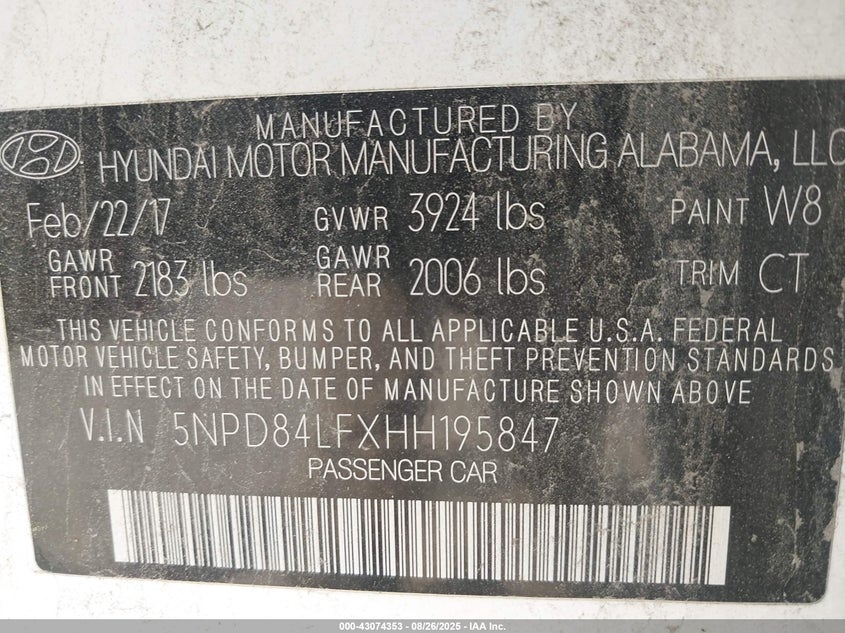 MANUFACTURED BY
HYUNDAI MOTOR MANUFACTURING ALABAMA, LLC
Feb/22/17 GVWR 3924 lbs PAINT W8
GAWR FRONT 2183 lbs GAWR REAR 2006 lbs TRIM CT
THIS VEHICLE CONFORMS TO ALL APPLICABLE U.S.A. FEDERAL
MOTOR VEHICLE SAFETY, BUMPER, AND THEFT PREVENTION STANDARDS
IN EFFECT ON THE DATE OF MANUFACTURE SHOWN ABOVE
V.I.N 5NPD84LFXHH195847
PASSENGER CAR
000-43074353 - 08/26/2025 - IAA Inc.